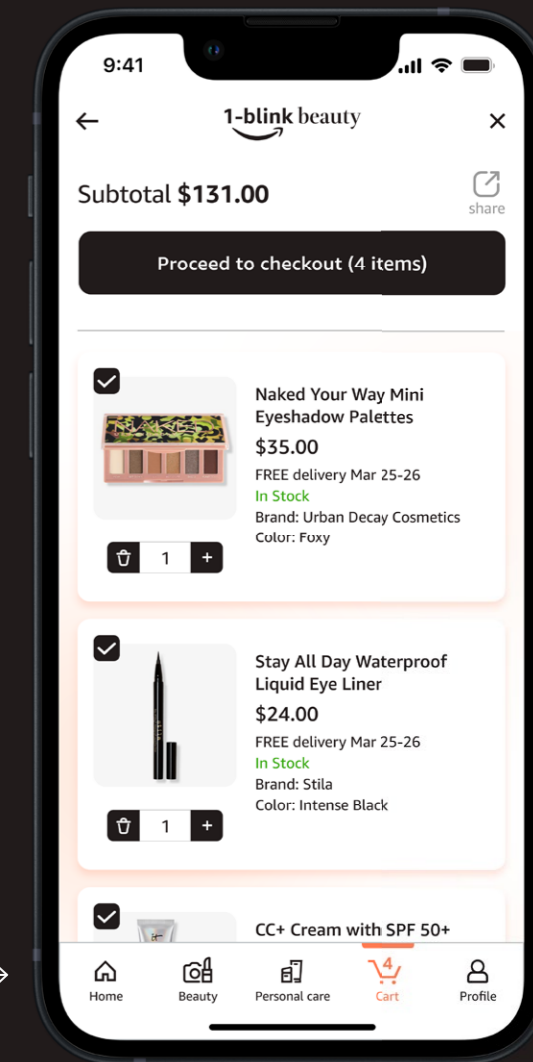 9:41
1-blink beauty
Subtotal $131.00
share
Proceed to checkout (4 items)
NAKED
Naked Your Way Mini
Eyeshadow Palettes
$35.00
FREE delivery Mar 25-26
In Stock
Brand: Urban Decay Cosmetics
Color: Foxy
1
+
Stay All Day Waterproof
Liquid Eye Liner
$24.00
FREE delivery Mar 25-26
In Stock
Brand: Stila
Color: Intense Black
1
+
CC+ Cream with SPF 50+
4
Home
Beauty
Personal care
Cart
Profile